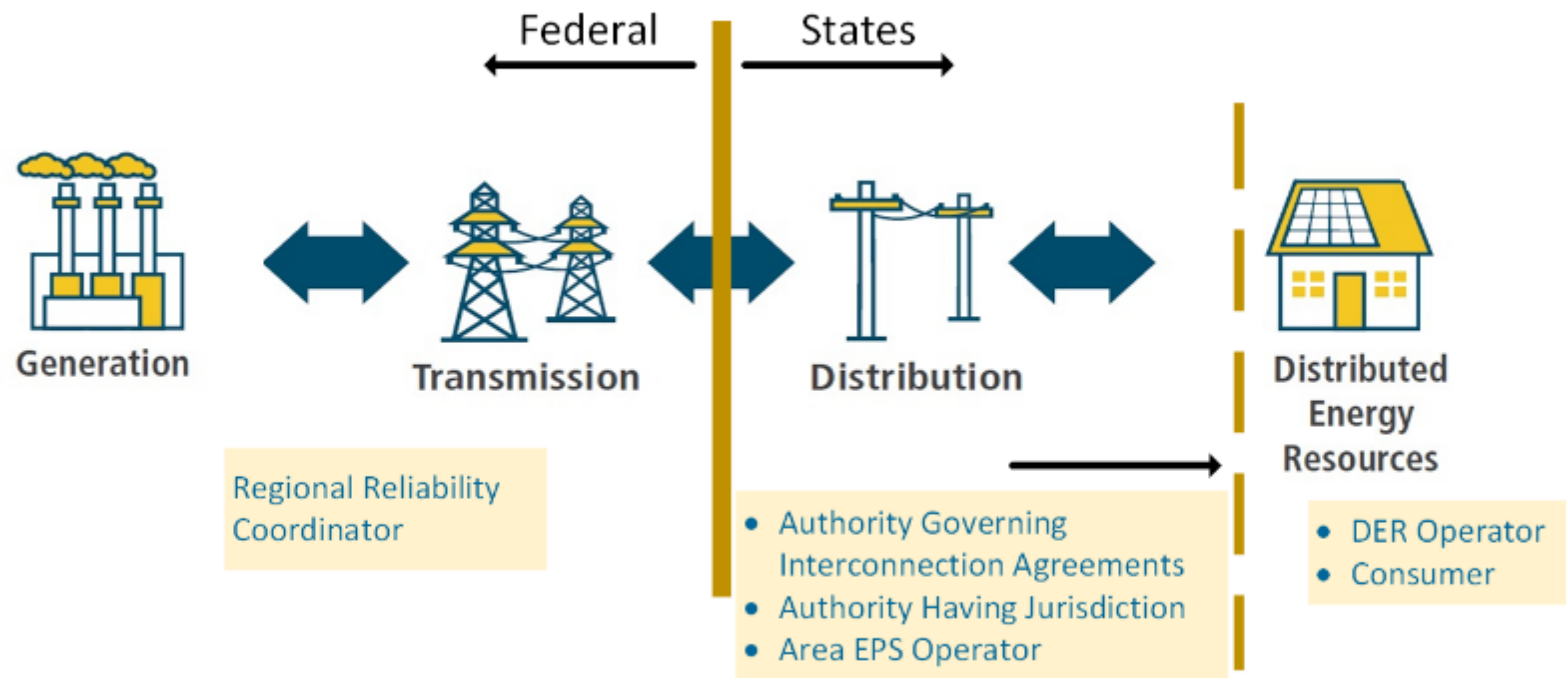 Federal
States
Generation
Transmission
Distribution
Distributed
Energy
Resources
Regional Reliability
Coordinator
• Authority Governing
Interconnection Agreements
• Authority Having Jurisdiction
• Area EPS Operator
• DER Operator
• Consumer